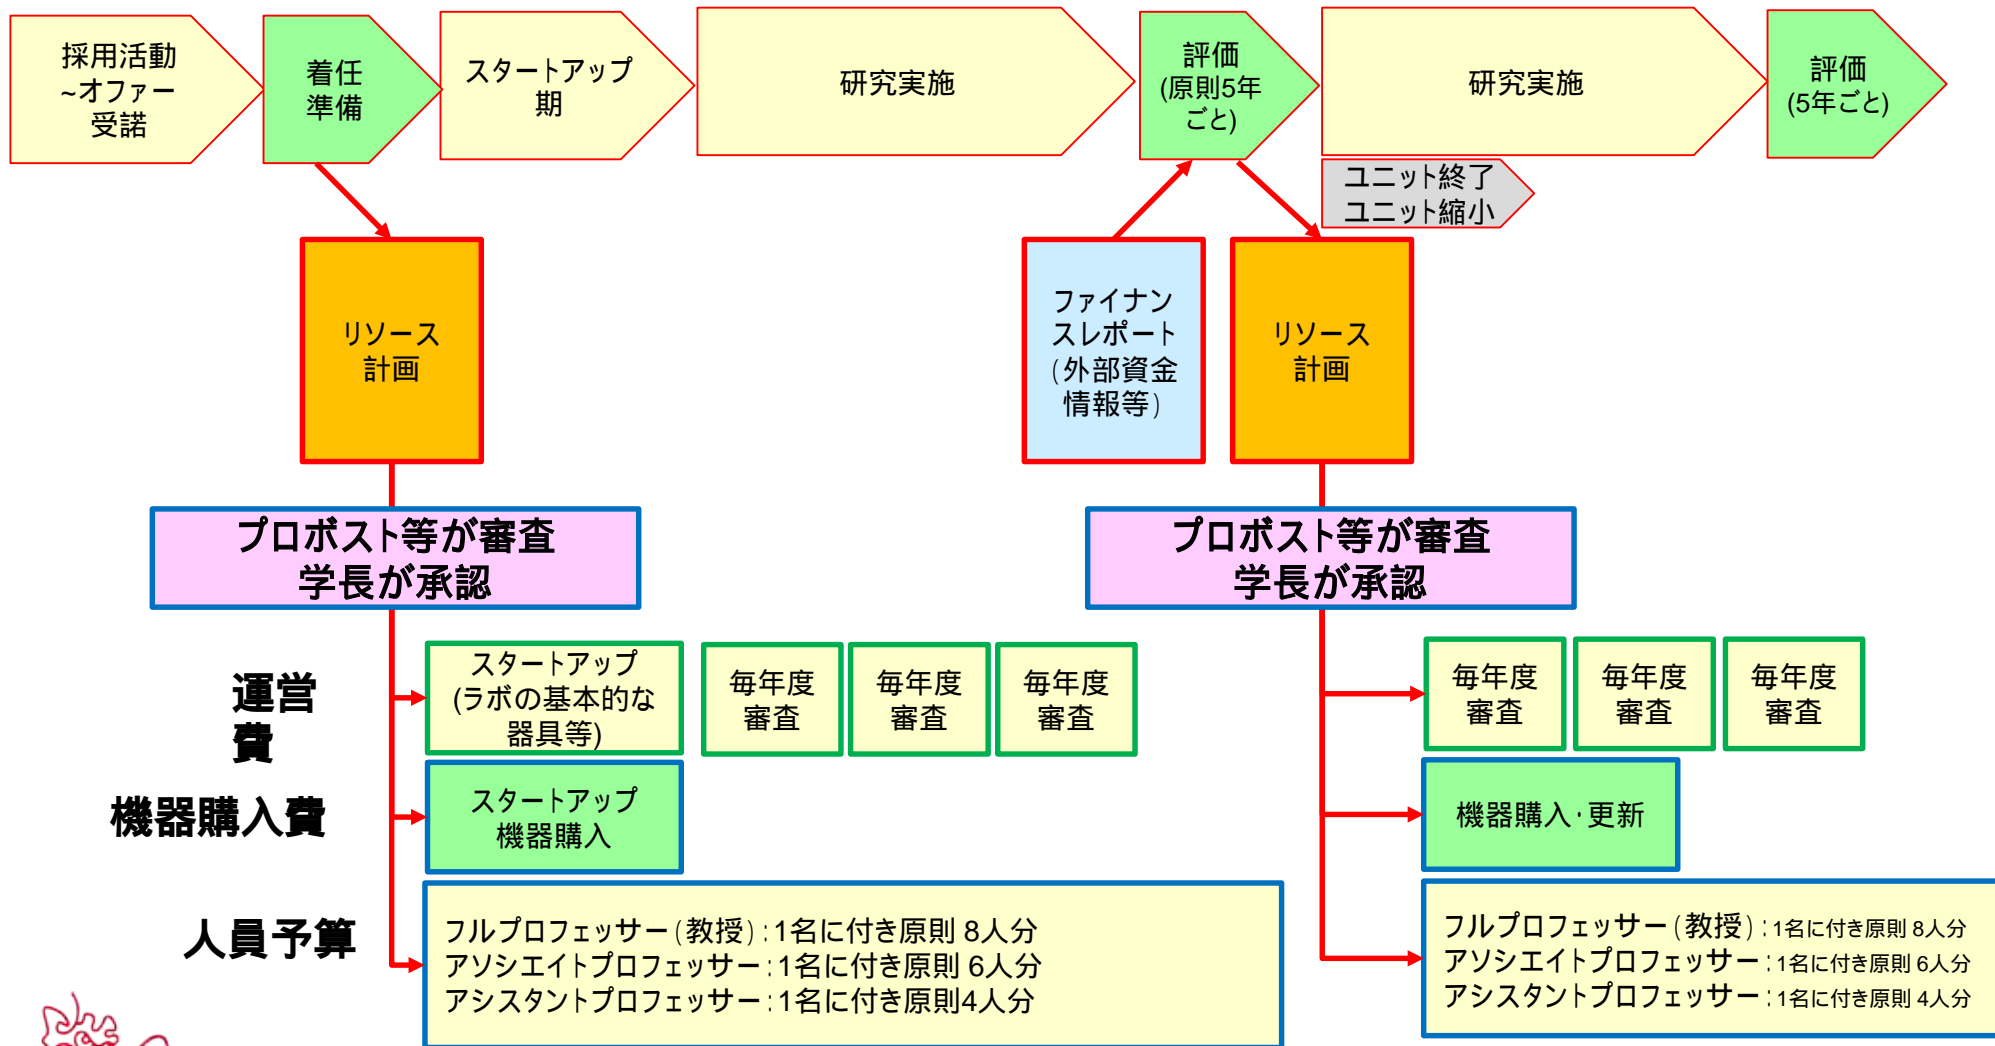 採用活動
~オファー
受諾
着任
準備
スタートアップ
期
研究実施
評価
(原則5年
ごと)
研究実施
評価
(5年ごと)
ユニット終了
ユニット縮小
リソース
計画
ファイナン
スレポート
(外部資金
情報等)
リソース
計画
プロボスト等が審査
学長が承認
プロボスト等が審査
学長が承認
運営
費
スタートアップ
(ラボの基本的な
器具等)
毎年度
審査
毎年度
審査
毎年度
審査
毎年度
審査
毎年度
審査
毎年度
審査
機器購入費
スタートアップ
機器購入
機器購入・更新
人員予算
フルプロフェッサー(教授):1名に付き原則 8人分
アソシエイトプロフェッサー:1名に付き原則 6人分
アシスタントプロフェッサー:1名に付き原則4人分
フルプロフェッサー(教授):1名に付き原則 8人分
アソシエイトプロフェッサー:1名に付き原則 6人分
アシスタントプロフェッサー:1名に付き原則 4人分